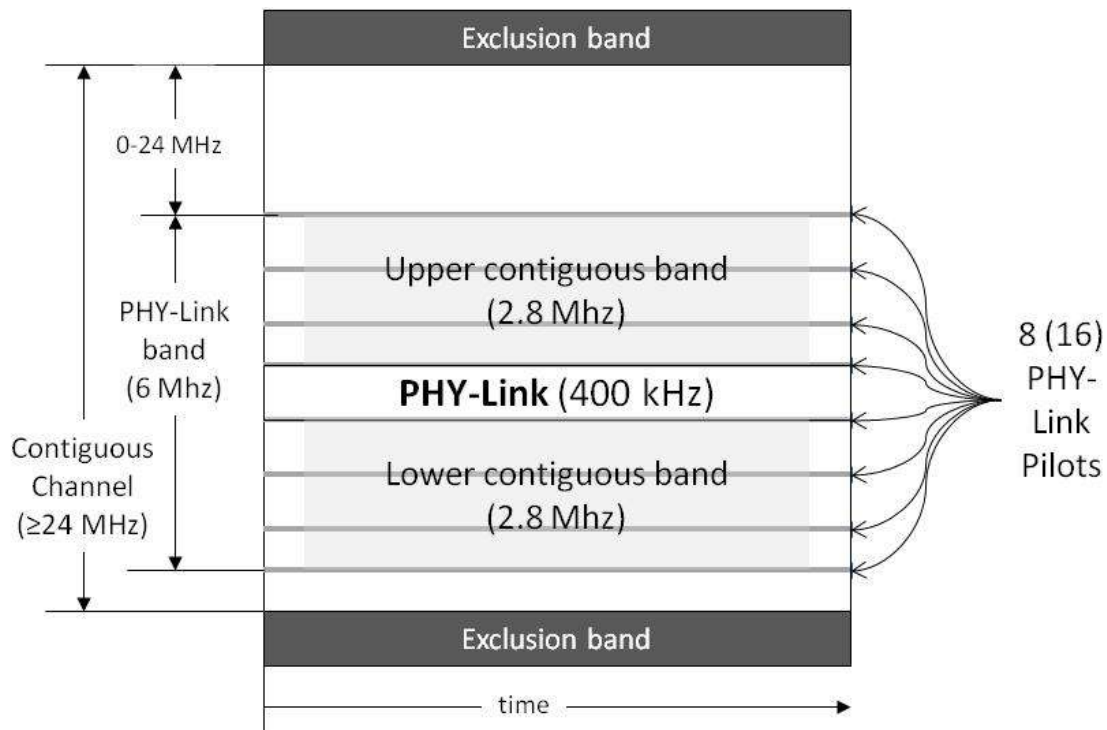 Exclusion band
0-24 MHz
Upper contiguous band
(2.8 Mhz)
PHY-Link
band
(6 Mhz)
8 (16)
PHY-
Link
Pilots
PHY-Link (400 kHz)
Contiguous
Channel
(≥24 MHz)
Lower contiguous band
(2.8 Mhz)
Exclusion band
time